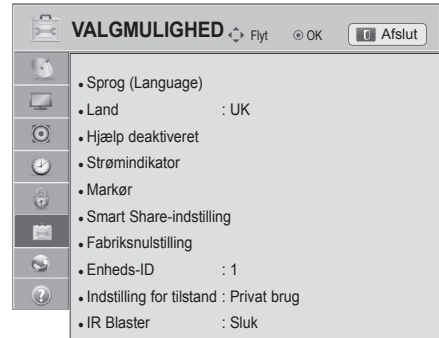 VALGMULIGHED Flyt OK Afslut
• Sprog (Language)
• Land : UK
• Hjælp deaktiveret
• Strømindikator
• Markør
• Smart Share-indstilling
• Fabriksnulstilling
• Enheds-ID : 1
• Indstilling for tilstand : Privat brug
• IR Blaster : Sluk